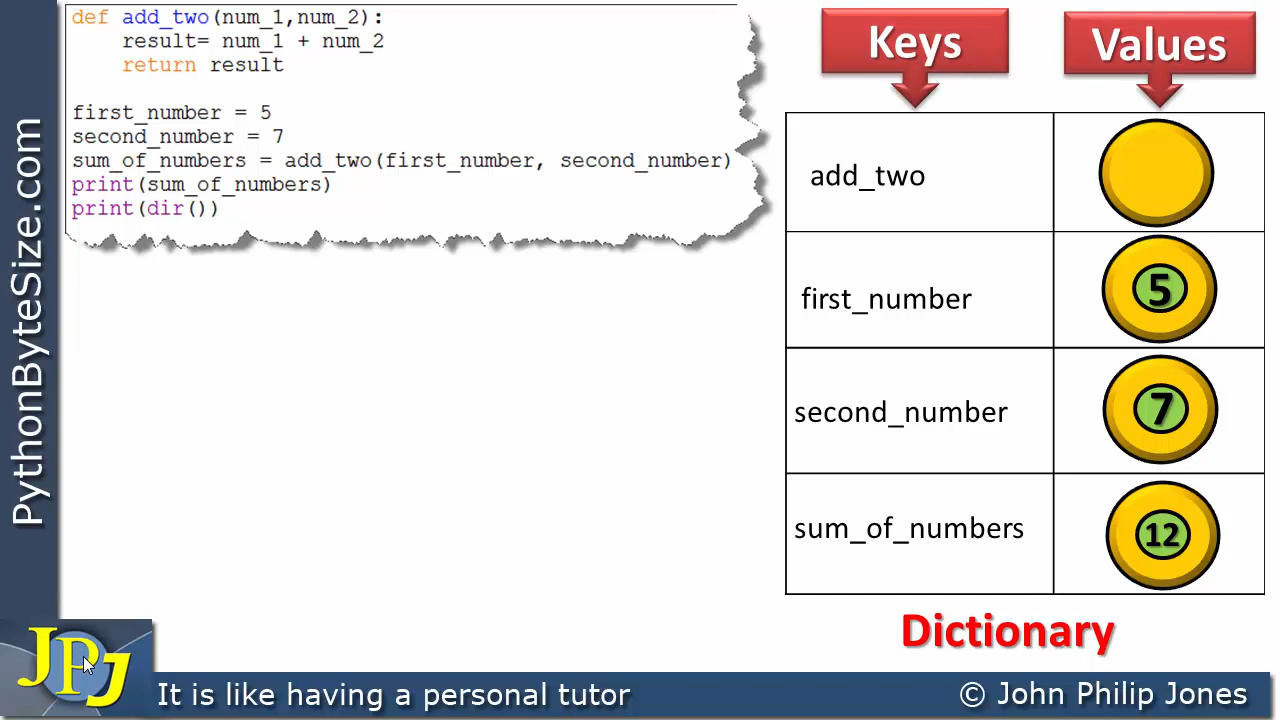 def add_two(num_1,num_2):
    result= num_1 + num_2
    return result
first_number = 5
second_number = 7
sum_of_numbers = add_two(first_number, second_number)
print(sum_of_numbers)
print(dir())
Keys
Values
add_two
first_number
5
second_number
7
sum_of_numbers
12
Dictionary
PythonByteSize.com
JPJ
It is like having a personal tutor
© John Philip Jones